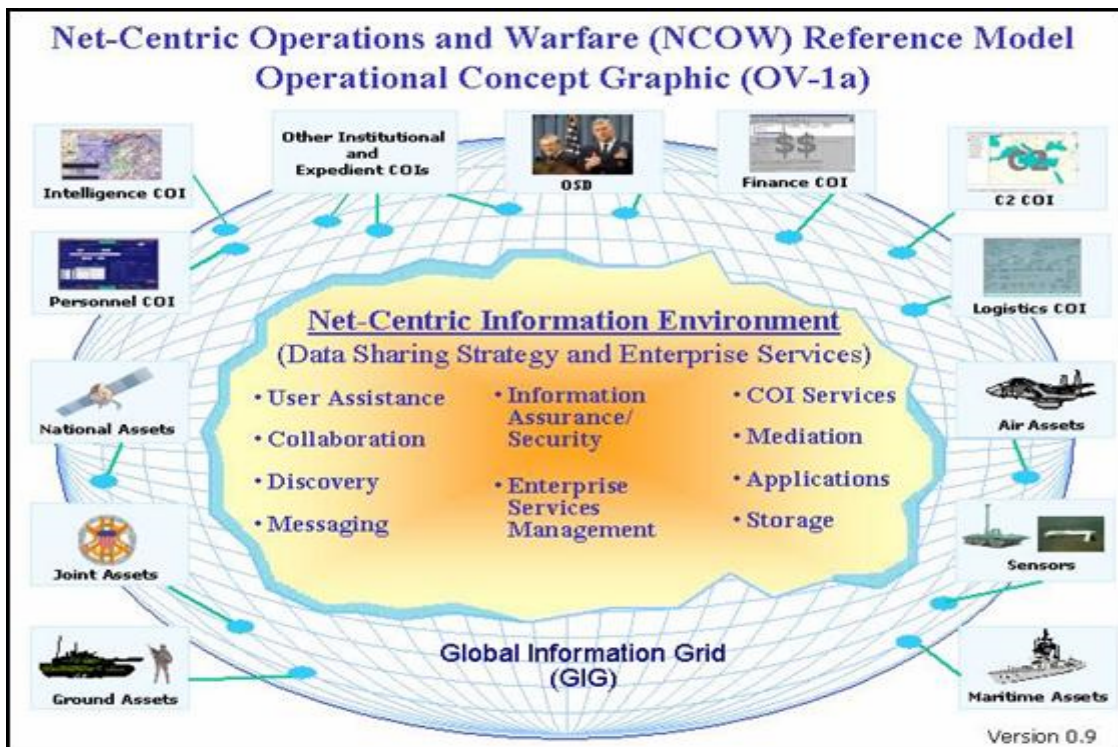 Net-Centric Operations and Warfare (NCOW) Reference Model
Operational Concept Graphic (OV-1a)
Intelligence COI
Other Institutional
and
Expedient COIs
OSD
Finance COI
$$
C2
C2 COI
Personnel COI
Logistics COI
Net-Centric Information Environment
(Data Sharing Strategy and Enterprise Services)
• User Assistance
• Collaboration
• Discovery
• Messaging
• Information
Assurance/
Security
• Enterprise
Services
Management
• COI Services
• Mediation
• Applications
• Storage
National Assets
Air Assets
Joint Assets
Sensors
Ground Assets
Maritime Assets
Global Information Grid
(GIG)
Version 0.9